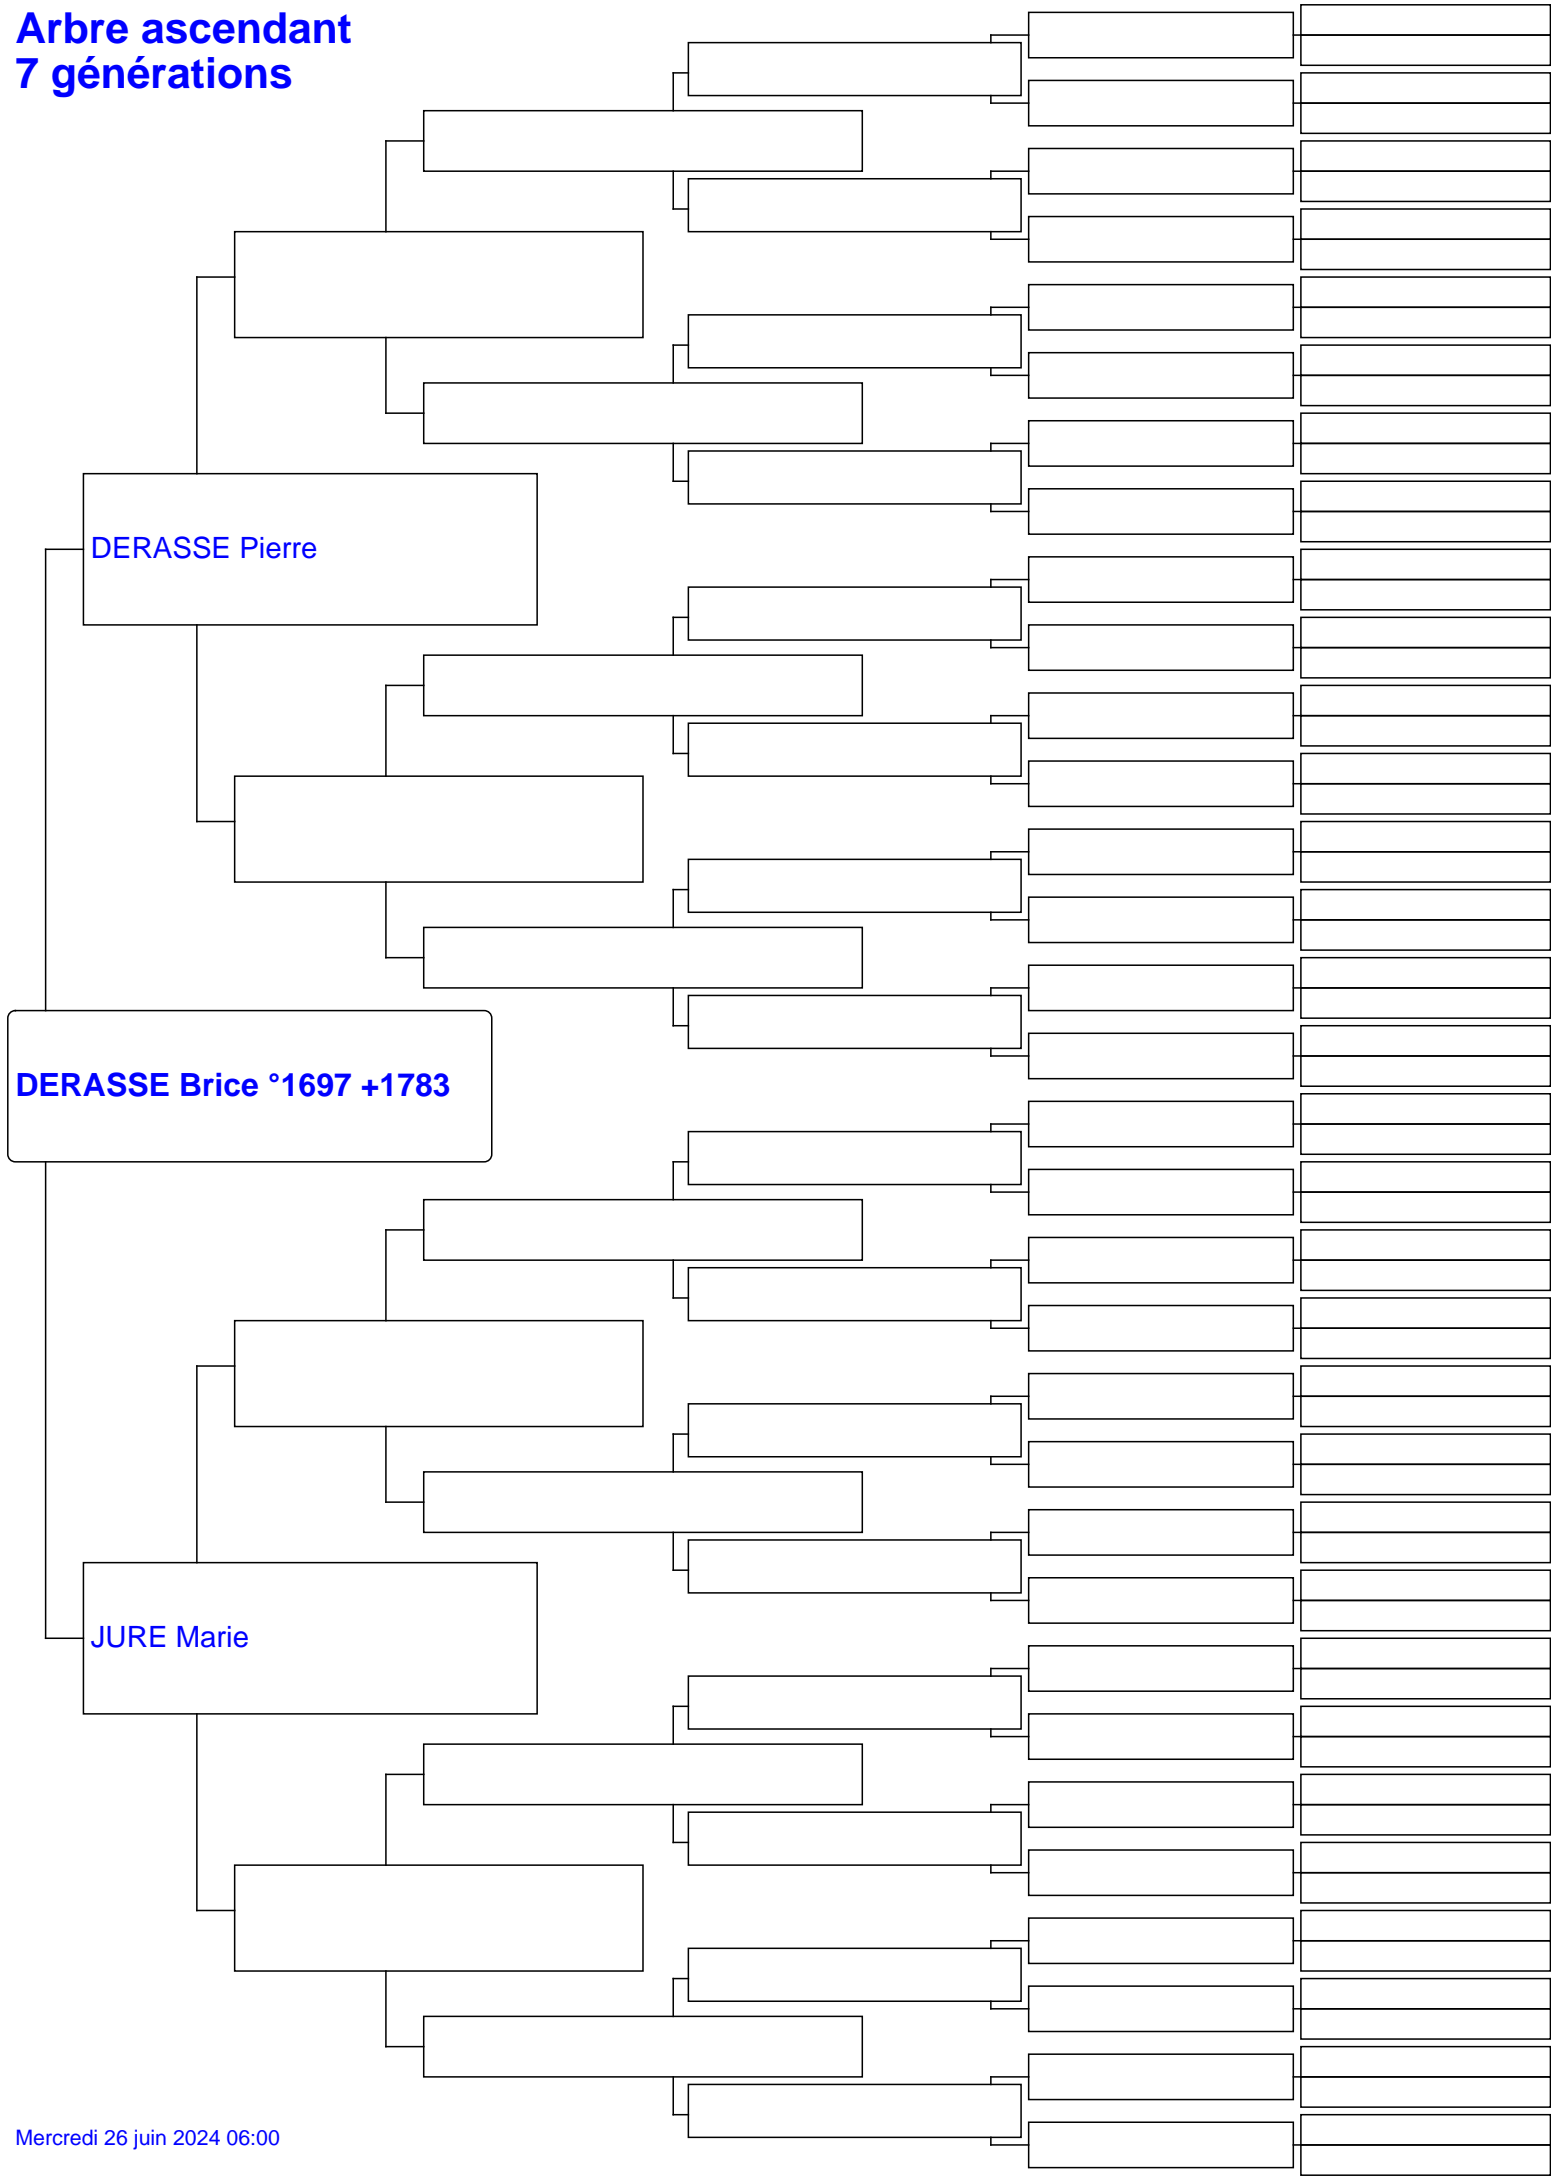 Arbre ascendant
7 générations
DERASSE Pierre
DERASSE Brice °1697 +1783
JURE Marie
Mercredi 26 juin 2024 06:00